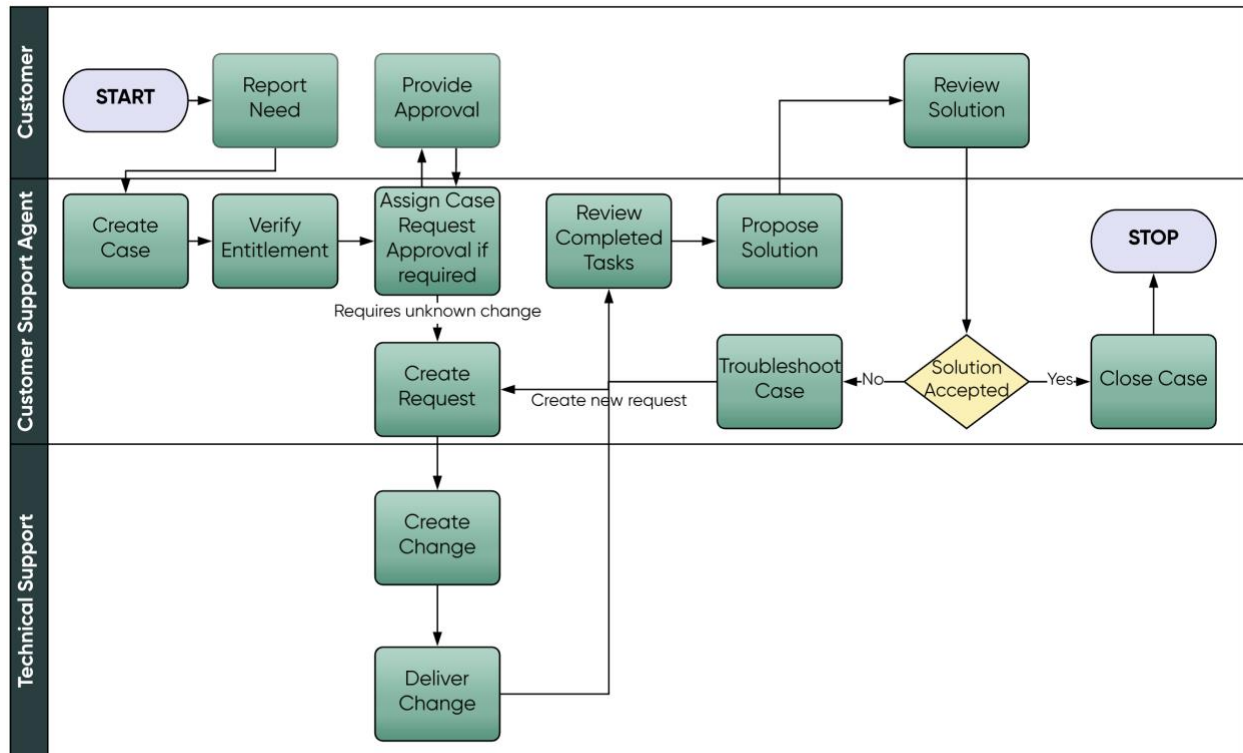 Customer
START
Report
Need
Provide
Approval
Review
Solution
Customer Support Agent
Create
Case
Verify
Entitlement
Assign Case
Request
Approval if
required
Review
Completed
Tasks
Propose
Solution
STOP
Requires unknown change
Create
Request
Create new request
Troubleshoot
Case
No
Solution
Accepted
Yes
Close Case
Technical Support
Create
Change
Deliver
Change